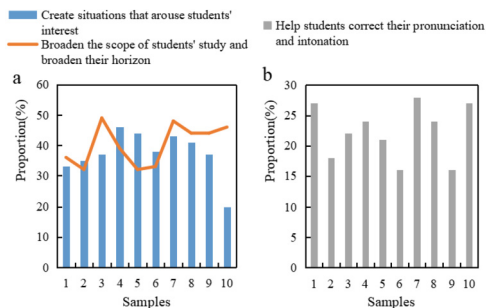 Create situations that arouse students'
interest
Broaden the scope of students' study and
broaden their horizon
Help students correct their pronunciation
and intonation
a
60
50
40
30
20
10
0
Proportion(%)
1 2 3 4 5 6 7 8 9 10
Samples
b
30
25
20
15
10
5
0
Proportion(%)
1 2 3 4 5 6 7 8 9 10
Samples